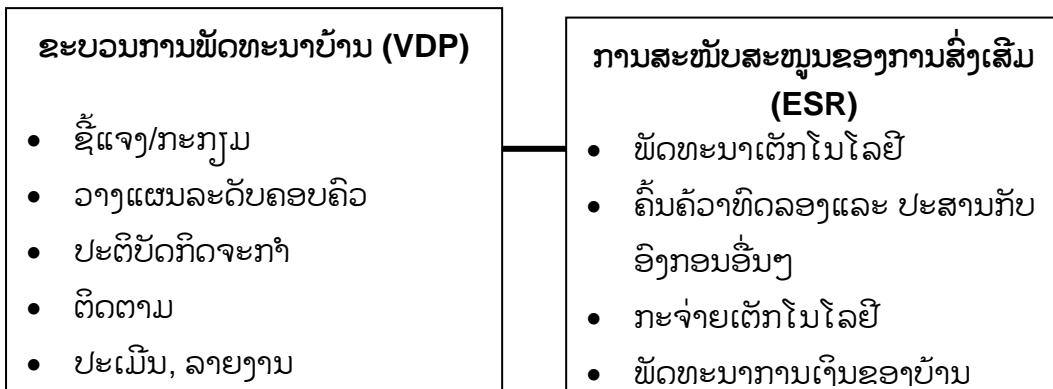 ຂະບວນການພັດທະນາບ້ານ (VDP)
• ຊີ້ແຈງ/ກະກຽມ
• ວາງແຜນລະດັບຄອບຄົວ
• ປະຕິບັດກິດຈະກຳ
• ຕິດຕາມ
• ປະເມີນ, ລາຍງານ
ການສະໜັບສະໜູນຂອງການສົ່ງເສີມ
(ESR)
• ພັດທະນາເຕັກໂນໂລຍີ
• ຄົ້ນຄ້ວາທົດລອງແລະ ປະສານກັບ
ອົງກອນອື່ນໆ
• ກະຈ່າຍເຕັກໂນໂລຍີ
• ພັດທະນາການເງິນຂອງບ້ານ